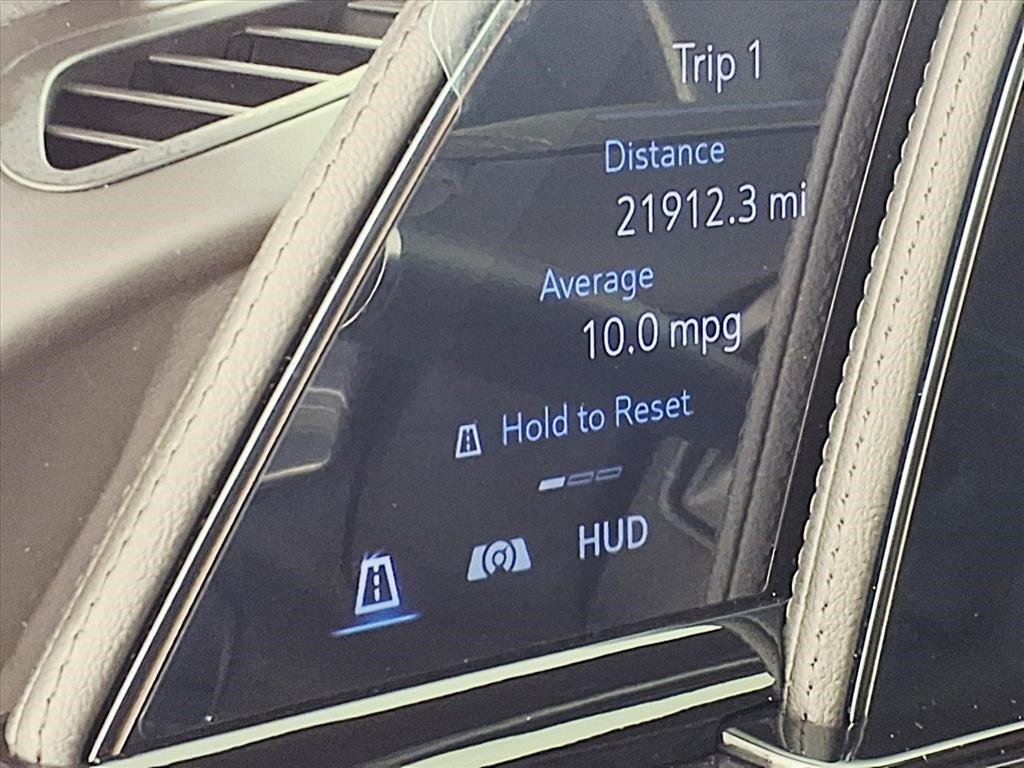 Trip 1
Distance
21912.3 mi
Average
10.0 mpg
Hold to Reset
HUD